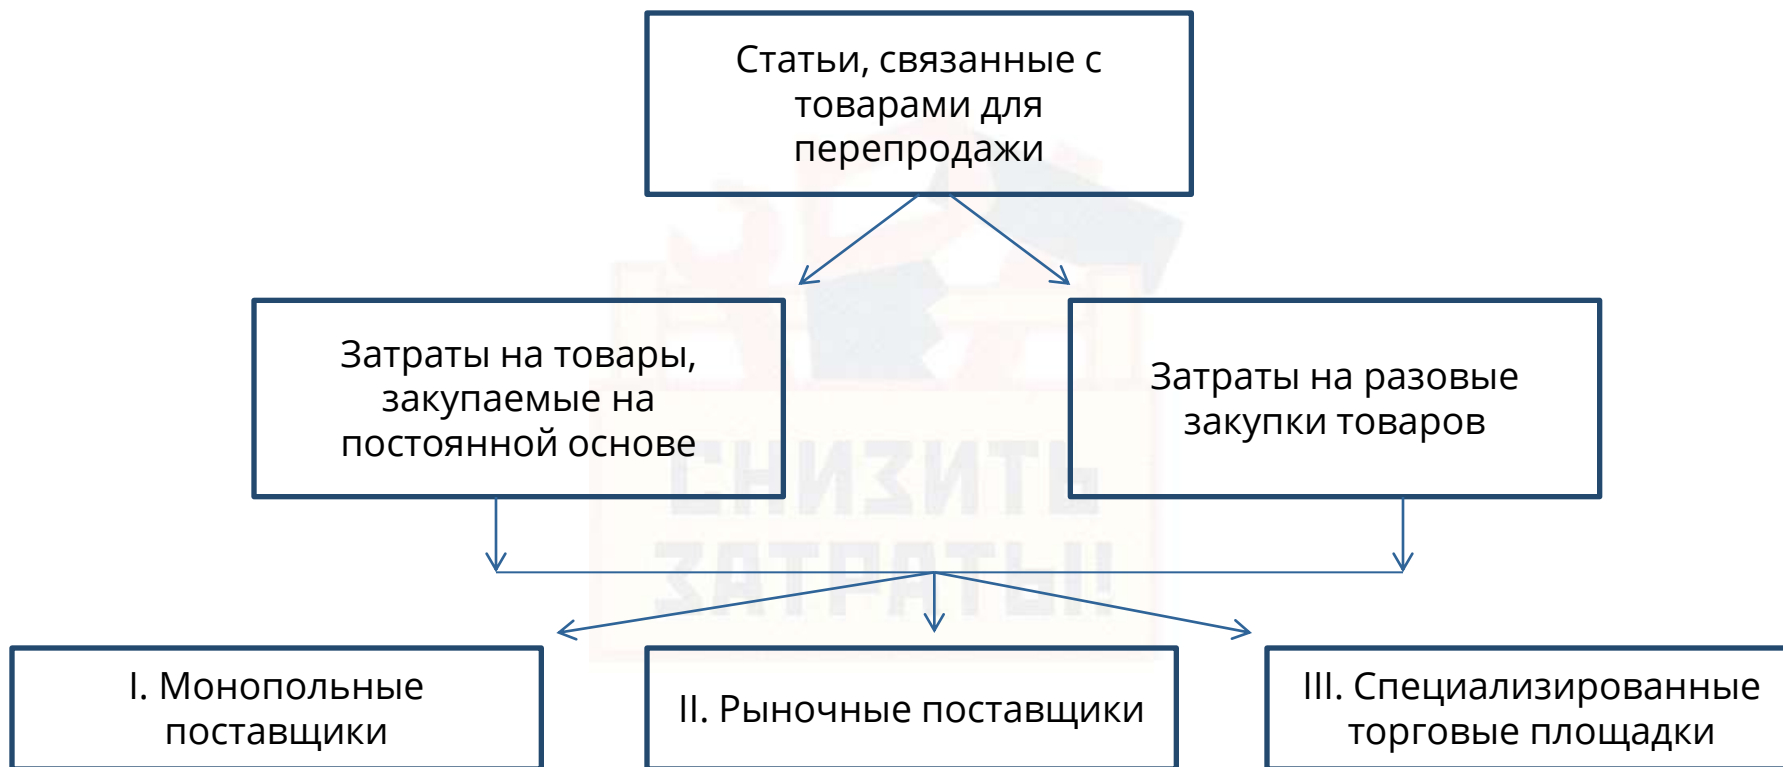 Статьи, связанные с
товарами для
перепродажи
Затраты на товары,
закупаемые на
постоянной основе
Затраты на разовые
закупки товаров
СНИЗИТЬ
ЗАТРАТЫ!
I. Монопольные
поставщики
II. Рыночные поставщики
III. Специализированные
торговые площадки